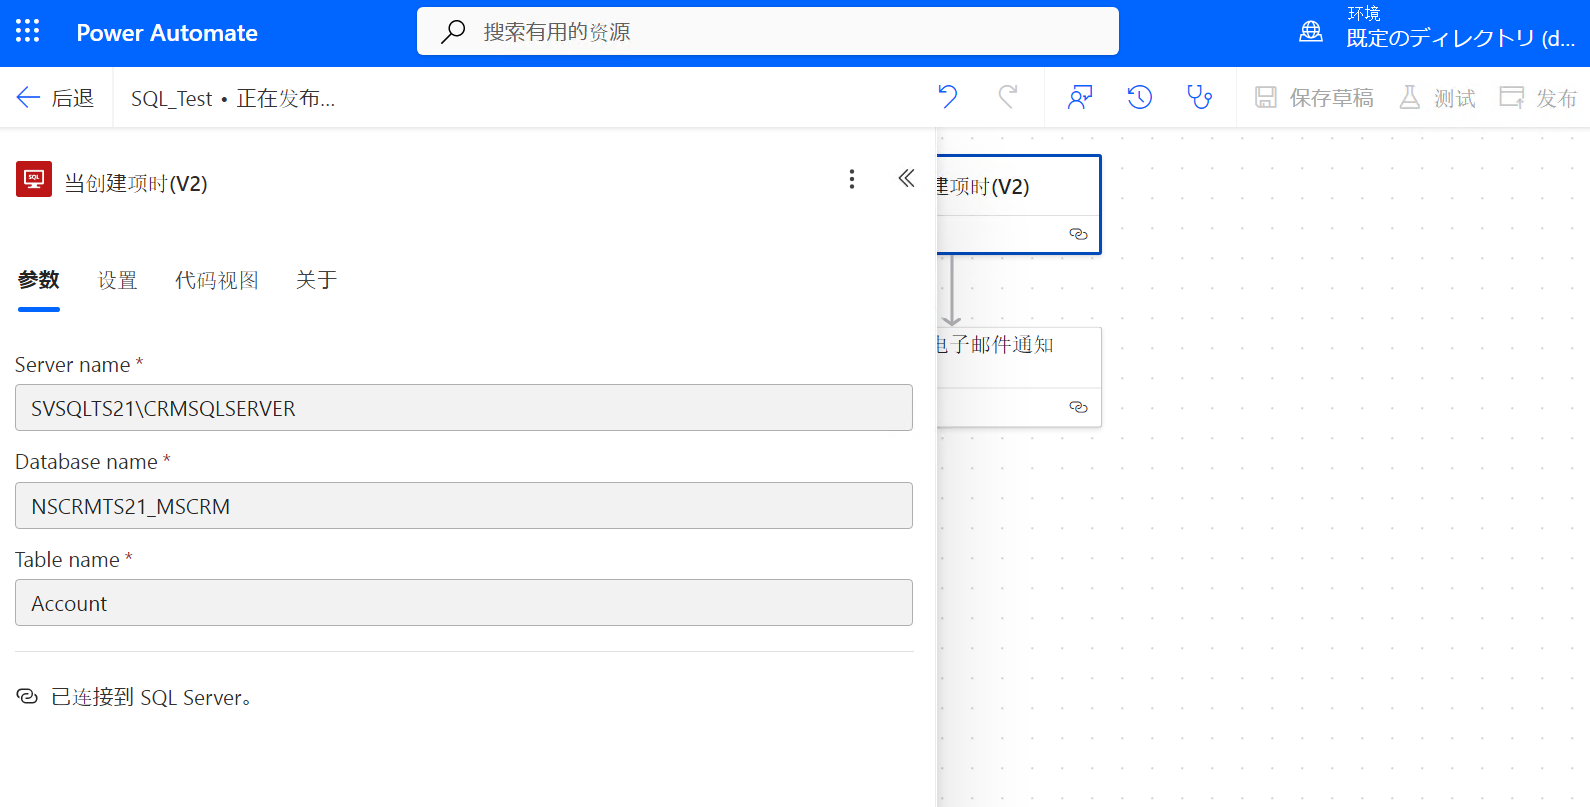 Power Automate
搜索有用的资源
环境
既定のディレクトリ (d...
后退
SQL_Test • 正在发布...
保存草稿
测试
发布
SQL
当创建项时(V2)
建项时(V2)
参数
设置
代码视图
关于
电子邮件通知
Server name *
SVSQLTS21\CRMSQLSERVER
Database name *
NSCRMTS21_MSCRM
Table name *
Account
已连接到 SQL Server。